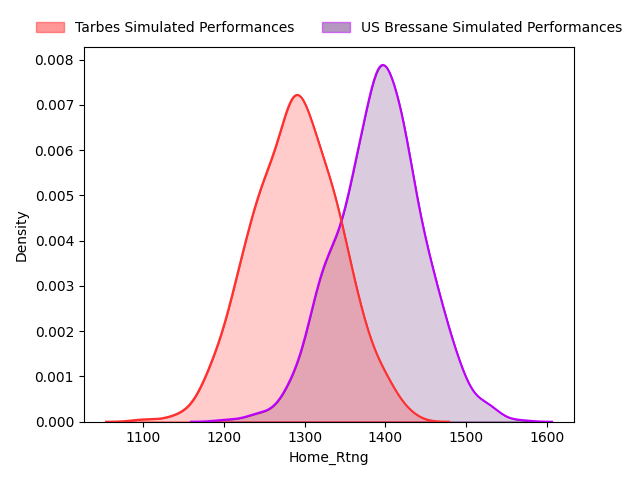 Tarbes Simulated Performances US Bressane Simulated Performances
0.008
0.007
0.006
0.005
0.004
0.003
0.002
0.001
0.000
Density
1100 1200 1300 1400 1500 1600
Home_Rtng